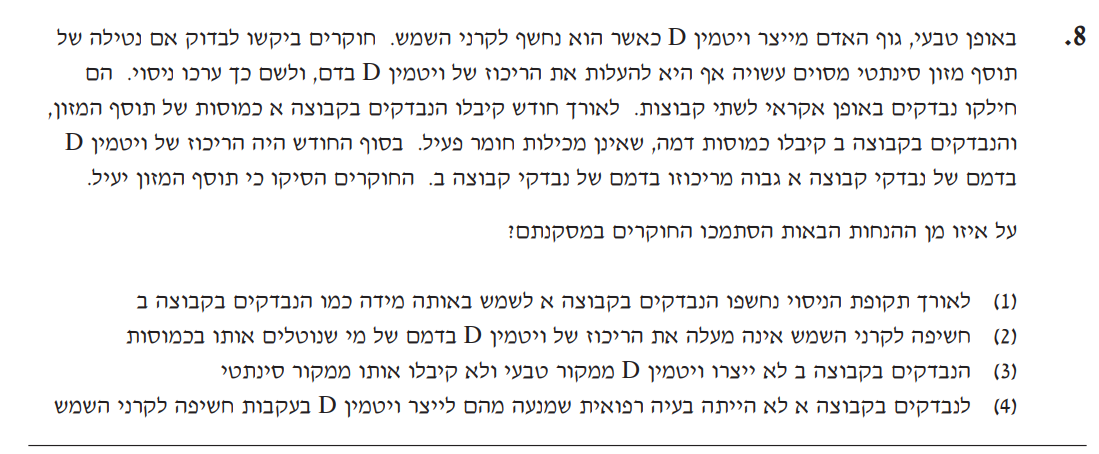 8. באופן טבעי, גוף האדם מייצר ויטמין D כאשר הוא נחשף לקרני השמש. חוקרים ביקשו לבדוק אם נטילה של
תוסף מזון סינתטי מסוים עשויה אף היא להעלות את הריכוז של ויטמין D בדם, ולשם כך ערכו ניסוי. הם
חילקו נבדקים באופן אקראי לשתי קבוצות. לאורך חודש קיבלו הנבדקים בקבוצה א כמוסות של תוסף המזון,
והנבדקים בקבוצה ב קיבלו כמוסות דמה, שאינן מכילות חומר פעיל. בסוף החודש היה הריכוז של ויטמין D
בדמם של נבדקי קבוצה א גבוה מריכוזו בדמם של נבדקי קבוצה ב. החוקרים הסיקו כי תוסף המזון יעיל.
על איזו מן ההנחות הבאות הסתמכו החוקרים במסקנתם?
(1) לאורך תקופת הניסוי נחשפו הנבדקים בקבוצה א לשמש באותה מידה כמו הנבדקים בקבוצה ב
(2) חשיפה לקרני השמש אינה מעלה את הריכוז של ויטמין D בדמם של מי שנוטלים אותו בכמוסות
(3) הנבדקים בקבוצה ב לא ייצרו ויטמין D ממקור טבעי ולא קיבלו אותו ממקור סינתטי
(4) לנבדקים בקבוצה א לא הייתה בעיה רפואית שמנעה מהם לייצר ויטמין D בעקבות חשיפה לקרני השמש